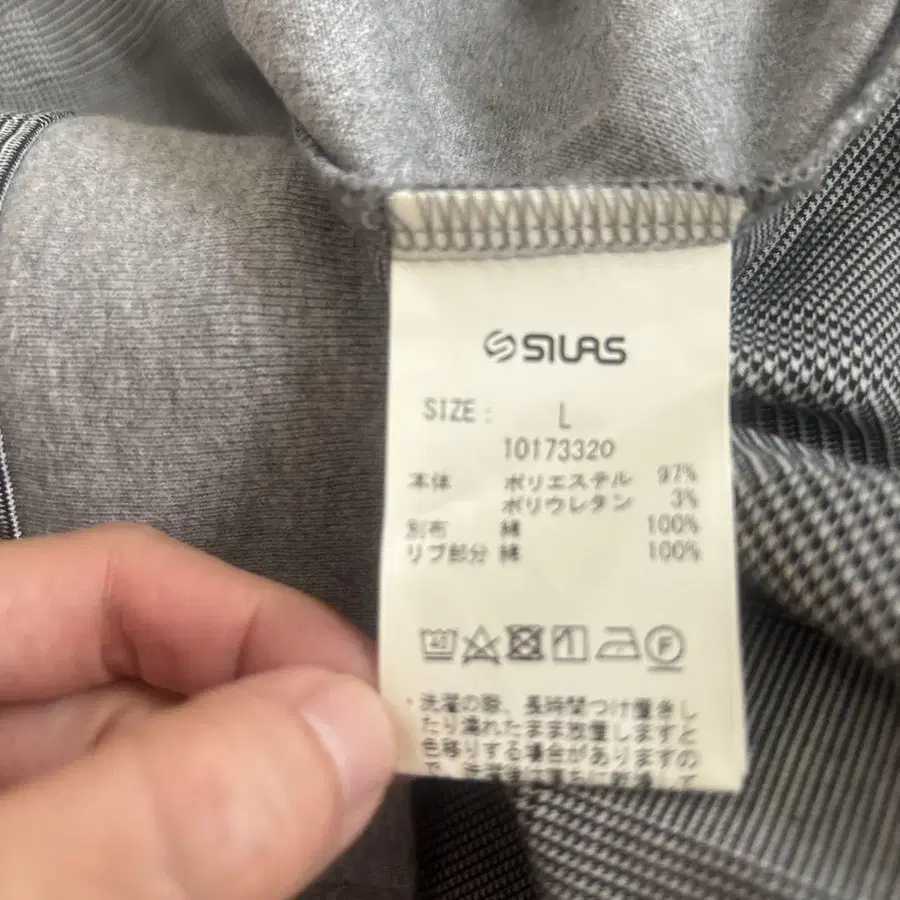 SILAS
SIZE: L
10173320
本体 ポリエステル 97%
ポリウレタン 3%
別布 綿 100%
リブ部分 綿 100%
40
F
・洗濯の際、長時間つけ置きし
たり濡れたまま放置しますと
色移りする場合がありますの